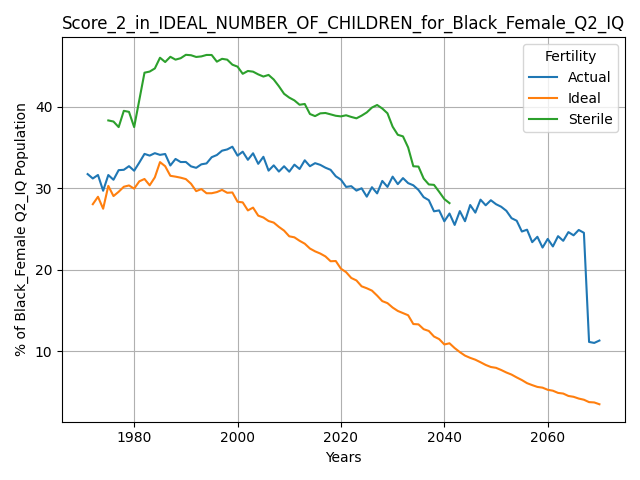 Score_2_in_IDEAL_NUMBER_OF_CHILDREN_for_Black_Female_Q2_IQ
Fertility
Actual
Ideal
Sterile
% of Black_Female Q2_IQ Population
40
30
20
10
1980
2000
2020
2040
2060
Years